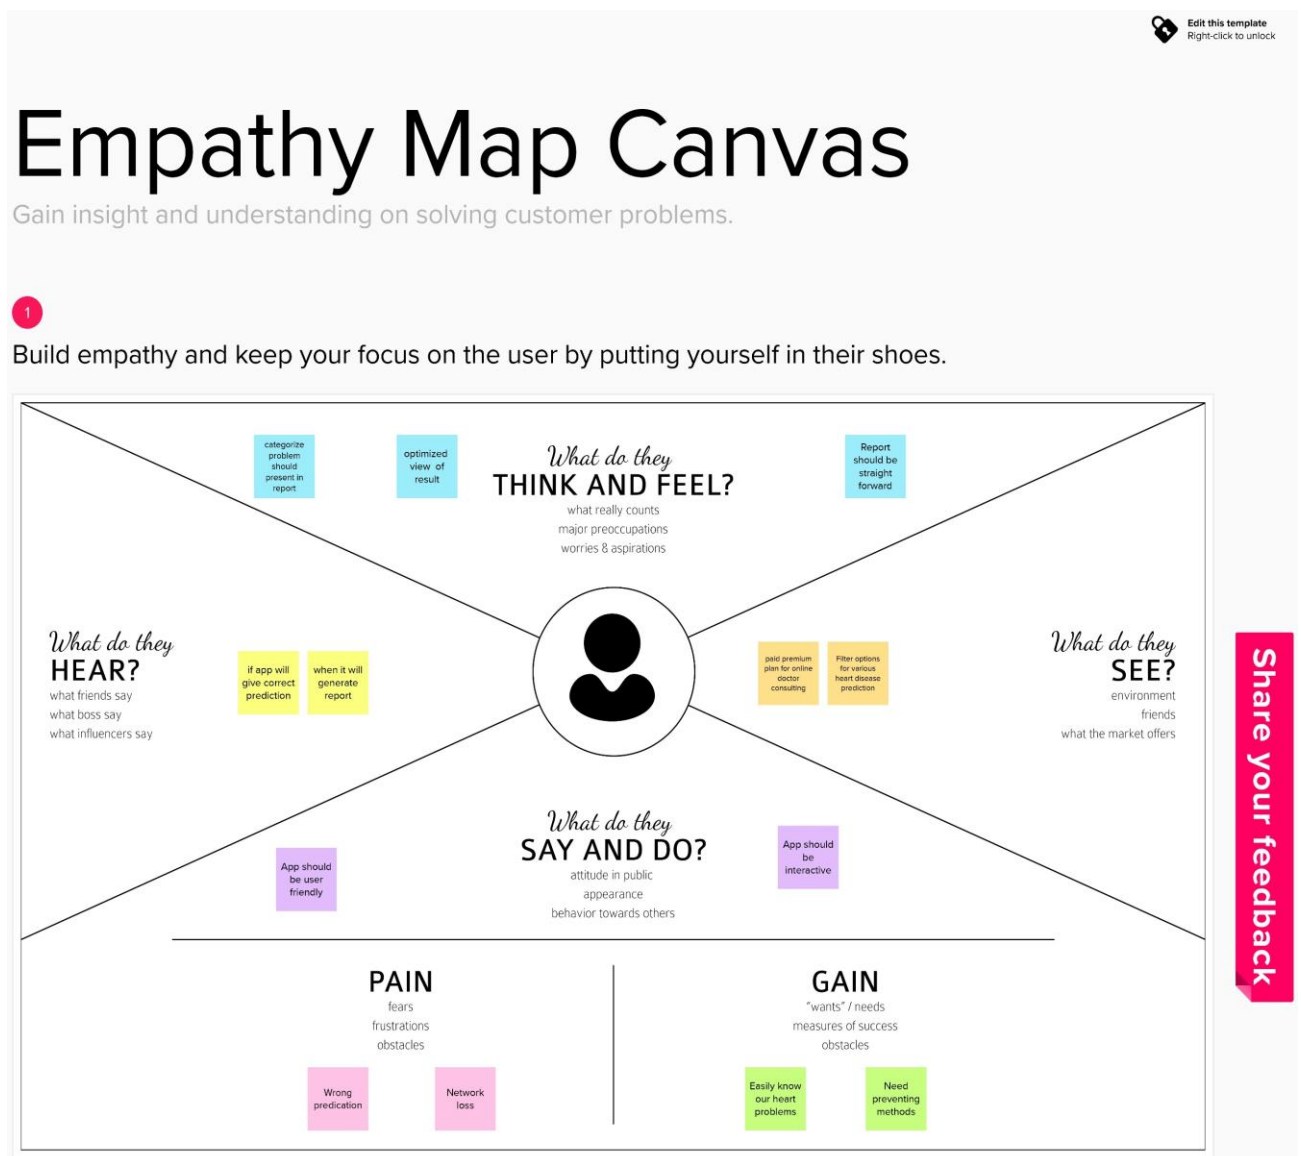 Edit this template
Right-click to unlock
Empathy Map Canvas
Gain insight and understanding on solving customer problems.
1
Build empathy and keep your focus on the user by putting yourself in their shoes.
categorize
problem
should
present in
report
optimized
view of
result
What do they
THINK AND FEEL?
what really counts
major preoccupations
worries & aspirations
Report
should be
straight
forward
What do they
HEAR?
what friends say
what boss say
what influencers say
if app will
give correct
prediction
when it will
generate
report
paid premium
plan for online
doctor
consulting
Filter options
for various
heart disease
prediction
What do they
SEE?
environment
friends
what the market offers
Share your feedback
What do they
SAY AND DO?
attitude in public
appearance
behavior towards others
App should
be user
friendly
App should
be
interactive
PAIN
fears
frustrations
obstacles
Wrong
predication
Network
loss
GAIN
"wants" / needs
measures of success
obstacles
Easily know
our heart
problems
Need
preventing
methods